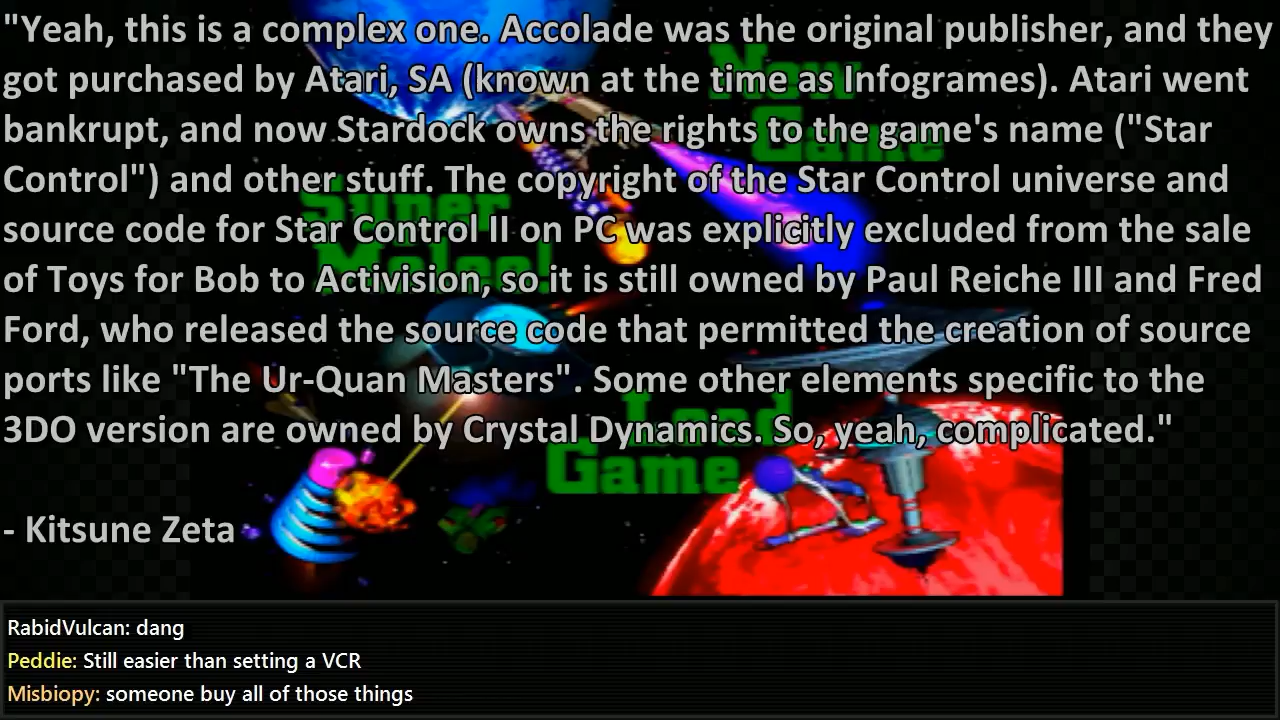 "Yeah, this is a complex one. Accolade was the original publisher, and they
got purchased by Atari, SA (known at the time as Infogrames). Atari went
bankrupt, and now Stardock owns the rights to the game's name ("Star
Control") and other stuff. The copyright of the Star Control universe and
source code for Star Control II on PC was explicitly excluded from the sale
of Toys for Bob to Activision, so it is still owned by Paul Reiche III and Fred
Ford, who released the source code that permitted the creation of source
ports like "The Ur-Quan Masters". Some other elements specific to the
3DO version are owned by Crystal Dynamics. So, yeah, complicated."
- Kitsune Zeta
New
Game
Super
Melee!
Load
Game
RabidVulcan: dang
Peddie: Still easier than setting a VCR
Misbiopy: someone buy all of those things